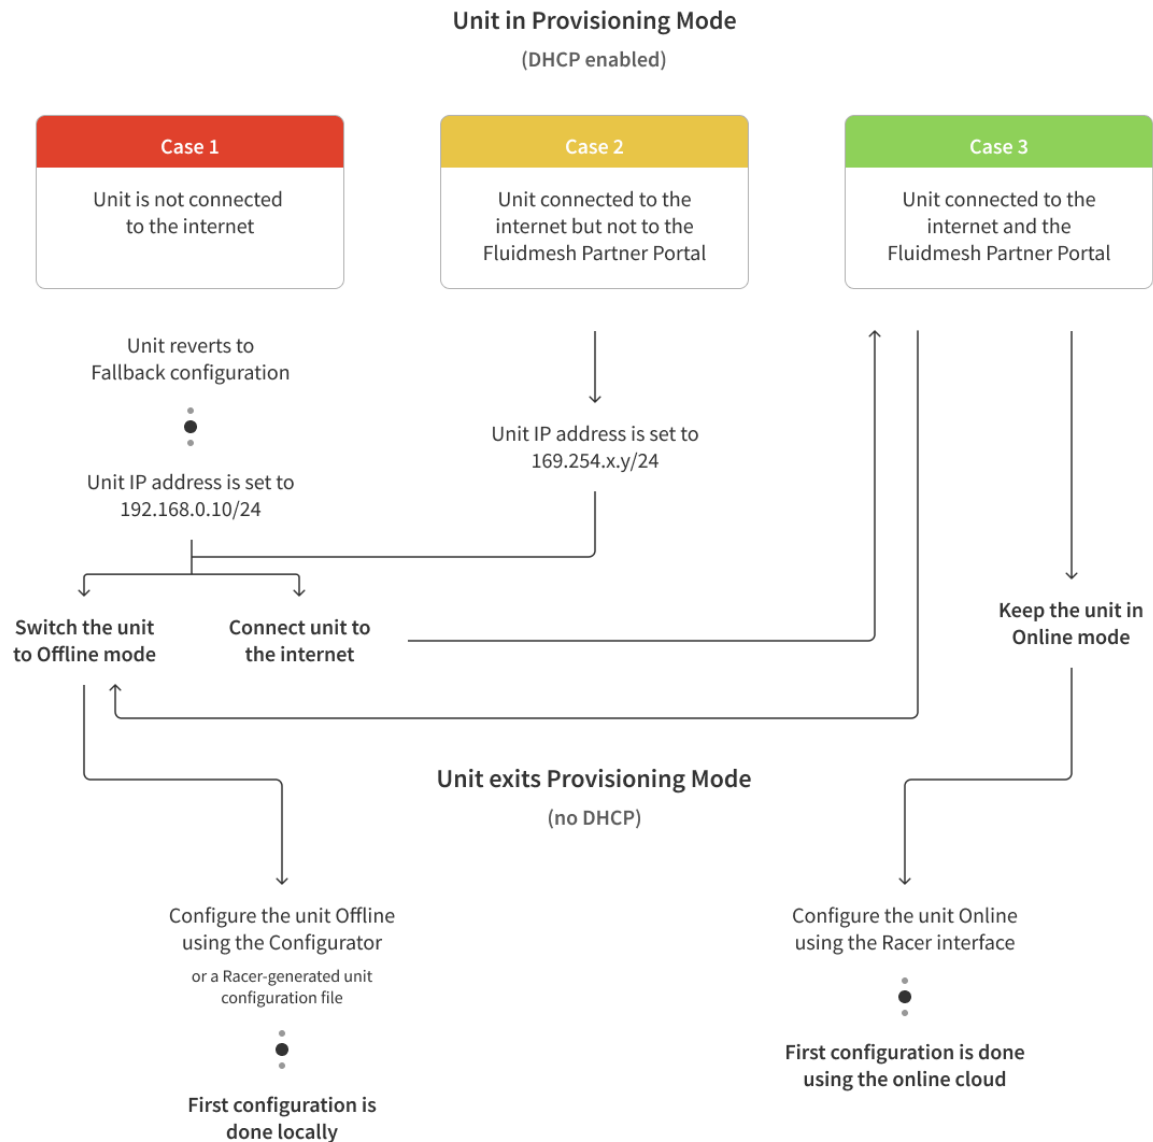 Unit in Provisioning Mode
(DHCP enabled)
Case 1
Unit is not connected
to the internet
Case 2
Unit connected to the
internet but not to the
Fluidmesh Partner Portal
Case 3
Unit connected to the
internet and the
Fluidmesh Partner Portal
Unit reverts to
Fallback configuration
Unit IP address is set to
192.168.0.10/24
Unit IP address is set to
169.254.x.y/24
Switch the unit
to Offline mode
Connect unit to
the internet
Keep the unit in
Online mode
Unit exits Provisioning Mode
(no DHCP)
Configure the unit Offline
using the Configurator
or a Racer-generated unit
configuration file
First configuration is
done locally
Configure the unit Online
using the Racer interface
First configuration is done
using the online cloud